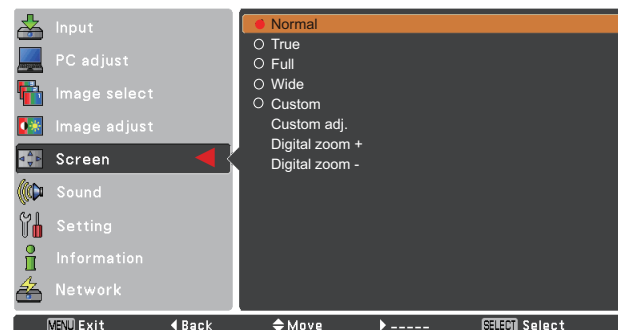 Input
PC adjust
Image select
Image adjust
Screen
Sound
Setting
Information
Network
Normal
True
Full
Wide
Custom
Custom adj.
Digital zoom +
Digital zoom -
MENU Exit Back Move ----- SELECT Select